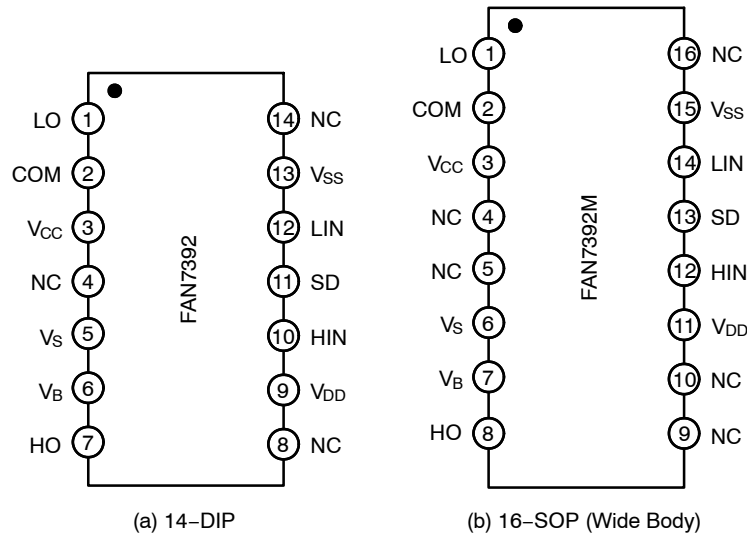 LO 1 14 NC
COM 2 13 VSS
VCC 3 12 LIN
NC 4 11 SD
VS 5 10 HIN
VB 6 9 VDD
HO 7 8 NC
FAN7392
(a) 14−DIP
LO 1 16 NC
COM 2 15 VSS
VCC 3 14 LIN
NC 4 13 SD
NC 5 12 HIN
VS 6 11 VDD
VB 7 10 NC
HO 8 9 NC
FAN7392M
(b) 16−SOP (Wide Body)